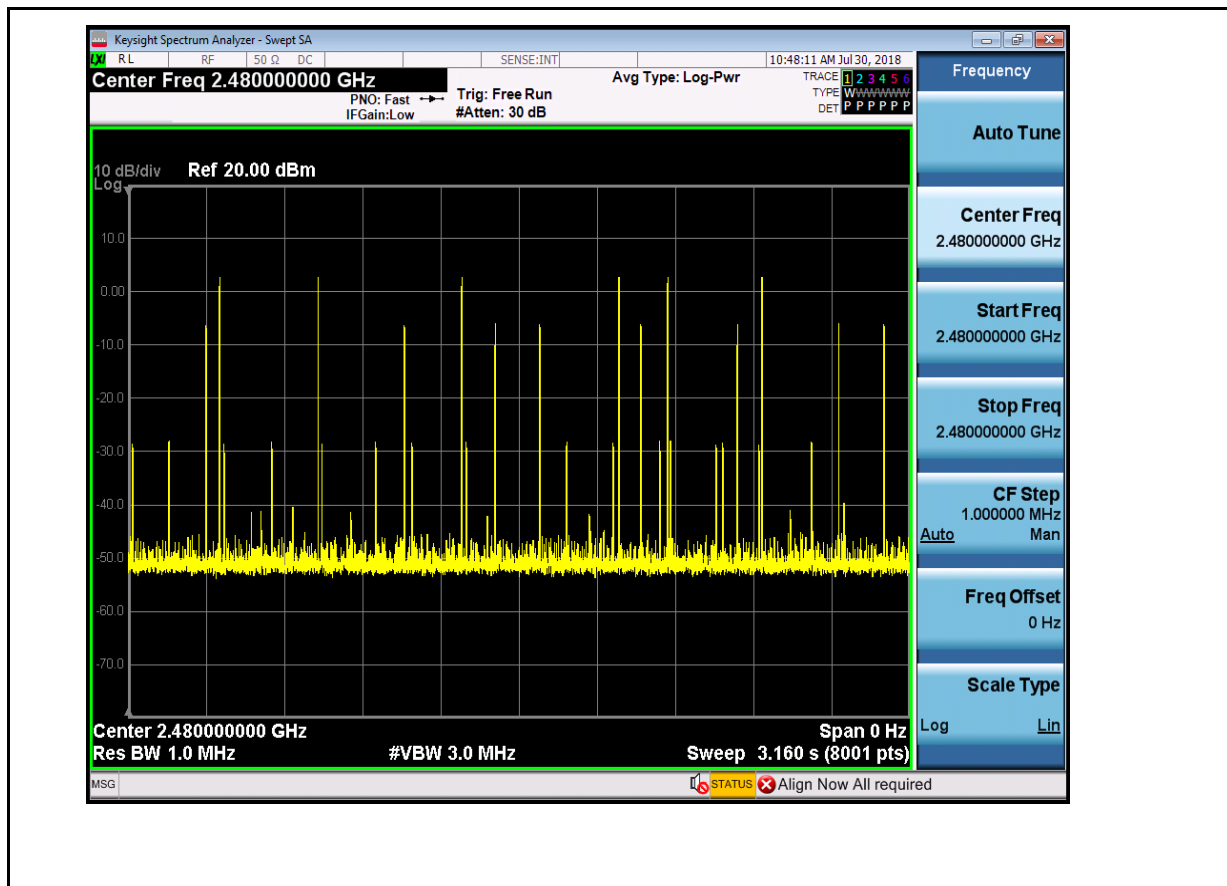 Keysight Spectrum Analyzer - Swept SA
LXI RL RF 50 Ω DC SENSE:INT 10:48:11 AM Jul 30, 2018
Center Freq 2.480000000 GHz
PNO: Fast
IFGain:Low
Trig: Free Run
#Atten: 30 dB
Avg Type: Log-Pwr
TRACE 1 2 3 4 5 6
TYPE WWWWWW
DET P P P P P P
10 dB/div
Log
Ref 20.00 dBm
10.0
0.00
-10.0
-20.0
-30.0
-40.0
-50.0
-60.0
-70.0
Center 2.480000000 GHz
Span 0 Hz
Res BW 1.0 MHz
#VBW 3.0 MHz
Sweep 3.160 s (8001 pts)
MSG
STATUS
Align Now All required
Frequency
Auto Tune
Center Freq
2.480000000 GHz
Start Freq
2.480000000 GHz
Stop Freq
2.480000000 GHz
CF Step
1.000000 MHz
Auto Man
Freq Offset
0 Hz
Scale Type
Log Lin